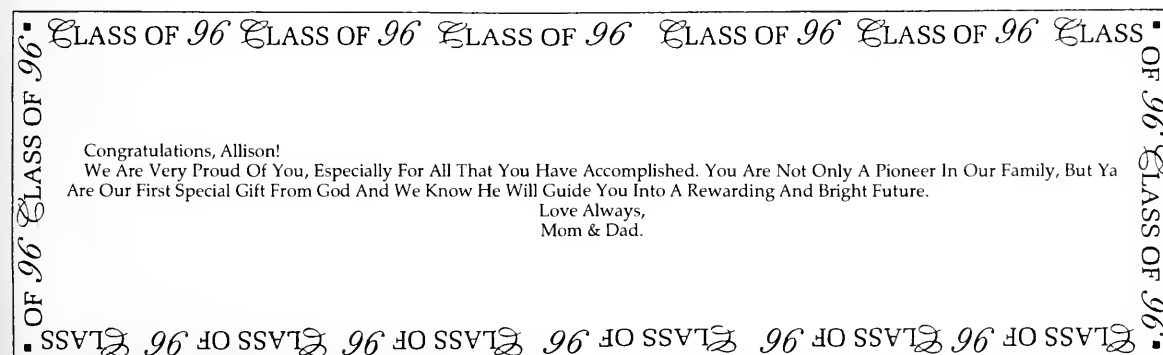 CLASS OF 96 CLASS OF 96 CLASS OF 96 CLASS OF 96 CLASS OF 96 CLASS
OF 96 CLASS OF 96
Congratulations, Allison!
We Are Very Proud Of You, Especially For All That You Have Accomplished. You Are Not Only A Pioneer In Our Family, But Ya
Are Our First Special Gift From God And We Know He Will Guide You Into A Rewarding And Bright Future.
Love Always,
Mom & Dad.
CLASS OF 96 CLASS OF 96 CLASS OF 96 CLASS OF 96 CLASS
OF 96 CLASS OF 96